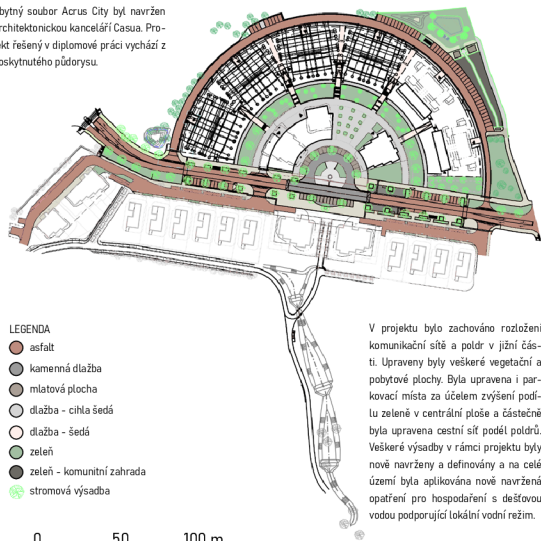 bytný soubor Acrus City byl navržen
rchitektonickou kanceláří Casua. Pro-
ekt řešený v diplomové práci vychází z
oskytnutého půdorysu.
LEGENDA
asfalt
kamenná dlažba
mlatová plocha
dlažba - cihla šedá
dlažba - šedá
zeleň
zeleň - komunitní zahrada
stromová výsadba
0 50 100 m
V projektu bylo zachováno rozložení
komunikační sítě a poldr v jižní čás-
ti. Upraveny byly veškeré vegetační a
pobytové plochy. Byla upravena i par-
kovací místa za účelem zvýšení podí-
lu zeleně v centrální ploše a částečně
byla upravena cestní síť podél poldrů.
Veškeré výsadby v rámci projektu byly
nově navrženy a definovány a na celé
území byla aplikována nově navržená
opatření pro hospodaření s dešťovou
vodou podporující lokální vodní režim.